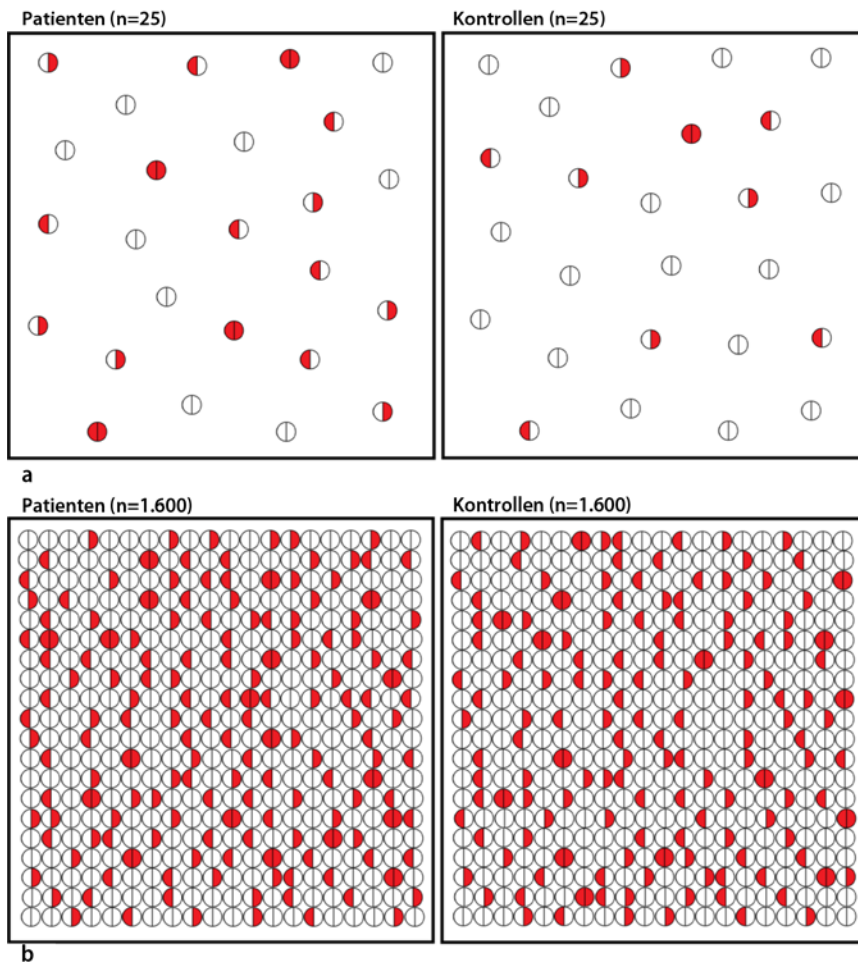 Patienten (n=25)
Kontrollen (n=25)
a
Patienten (n=1.600)
Kontrollen (n=1.600)
b